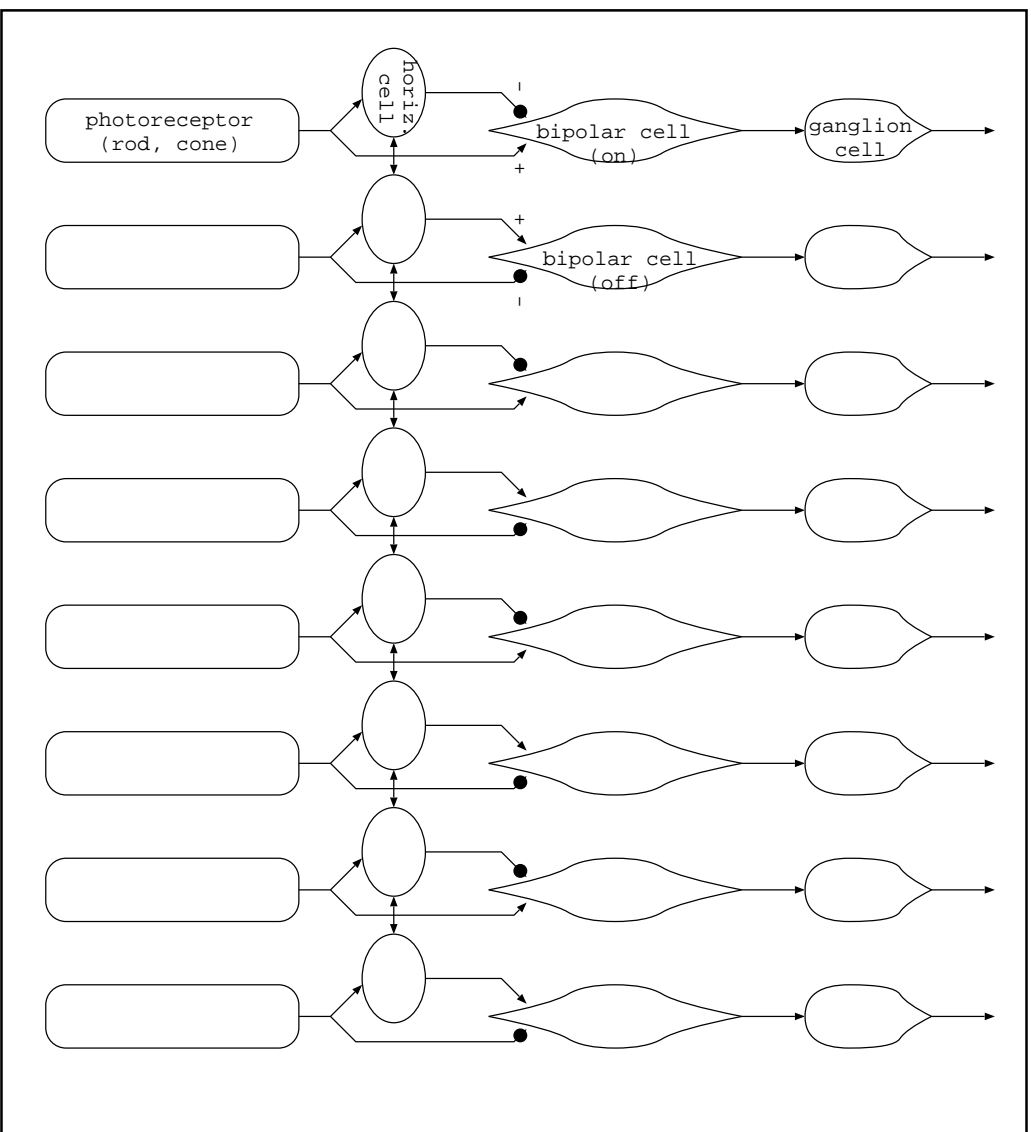 horiz.
cell
-
photoreceptor
(rod, cone)
bipolar cell
(on)
ganglion
cell
+
+
bipolar cell
(off)
-